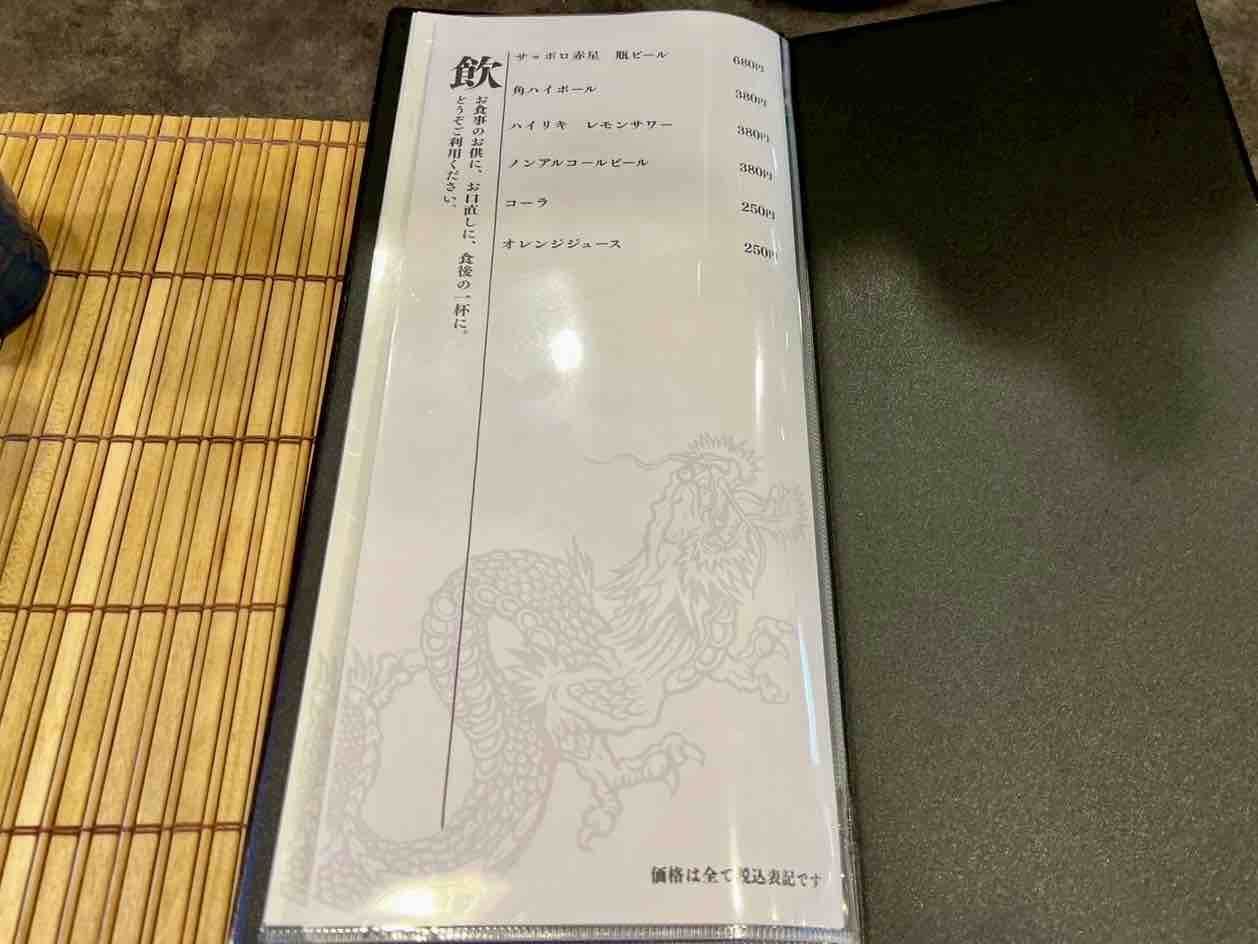 飲
お食事のお供に、お口直しに、食後の一杯に。
どうぞご利用ください。
サッポロ赤星　瓶ビール　680円
角ハイボール　380円
ハイリキ　レモンサワー　380円
ノンアルコールビール　380円
コーラ　250円
オレンジジュース　250円
価格は全て税込表記です